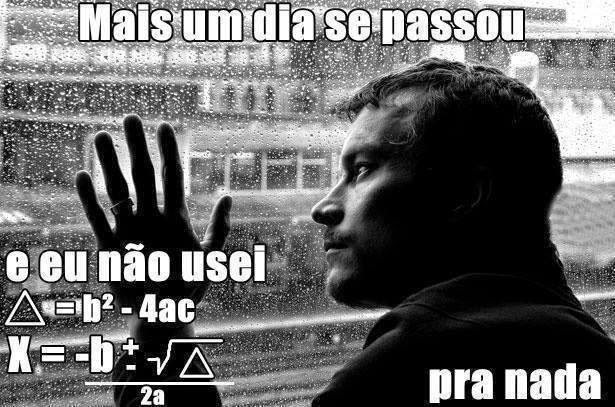 Mais um dia se passou
e eu não usei
△ = b² - 4ac
X = -b ± √△
2a
pra nada